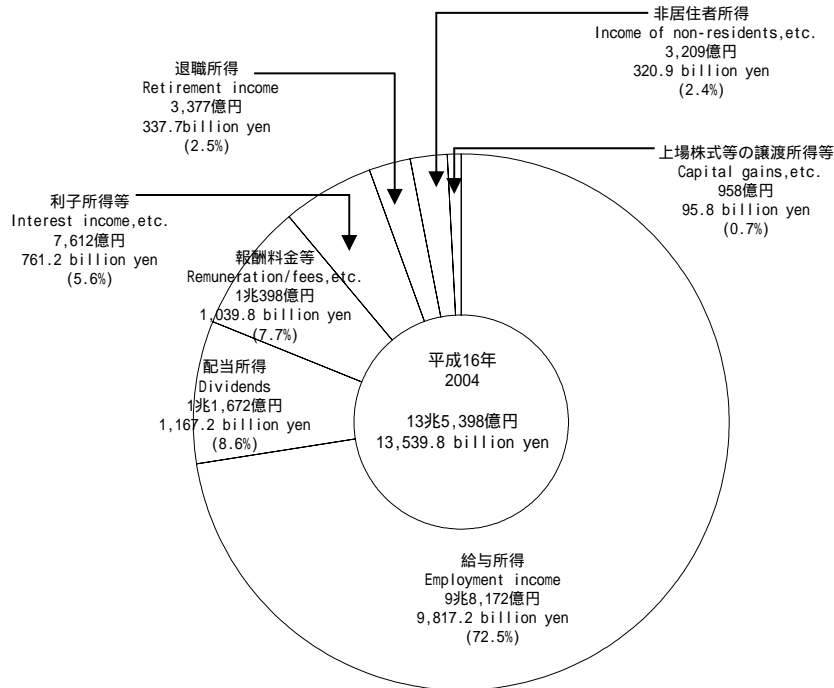 非居住者所得
Income of non-residents,etc.
3,209億円
320.9 billion yen
(2.4%)
退職所得
Retirement income
3,377億円
337.7billion yen
(2.5%)
上場株式等の譲渡所得等
Capital gains,etc.
958億円
95.8 billion yen
(0.7%)
利子所得等
Interest income,etc.
7,612億円
761.2 billion yen
(5.6%)
報酬料金等
Remuneration/fees,etc.
1兆398億円
1,039.8 billion yen
(7.7%)
配当所得
Dividends
1兆1,672億円
1,167.2 billion yen
(8.6%)
平成16年
2004
13兆5,398億円
13,539.8 billion yen
給与所得
Employment income
9兆8,172億円
9,817.2 billion yen
(72.5%)